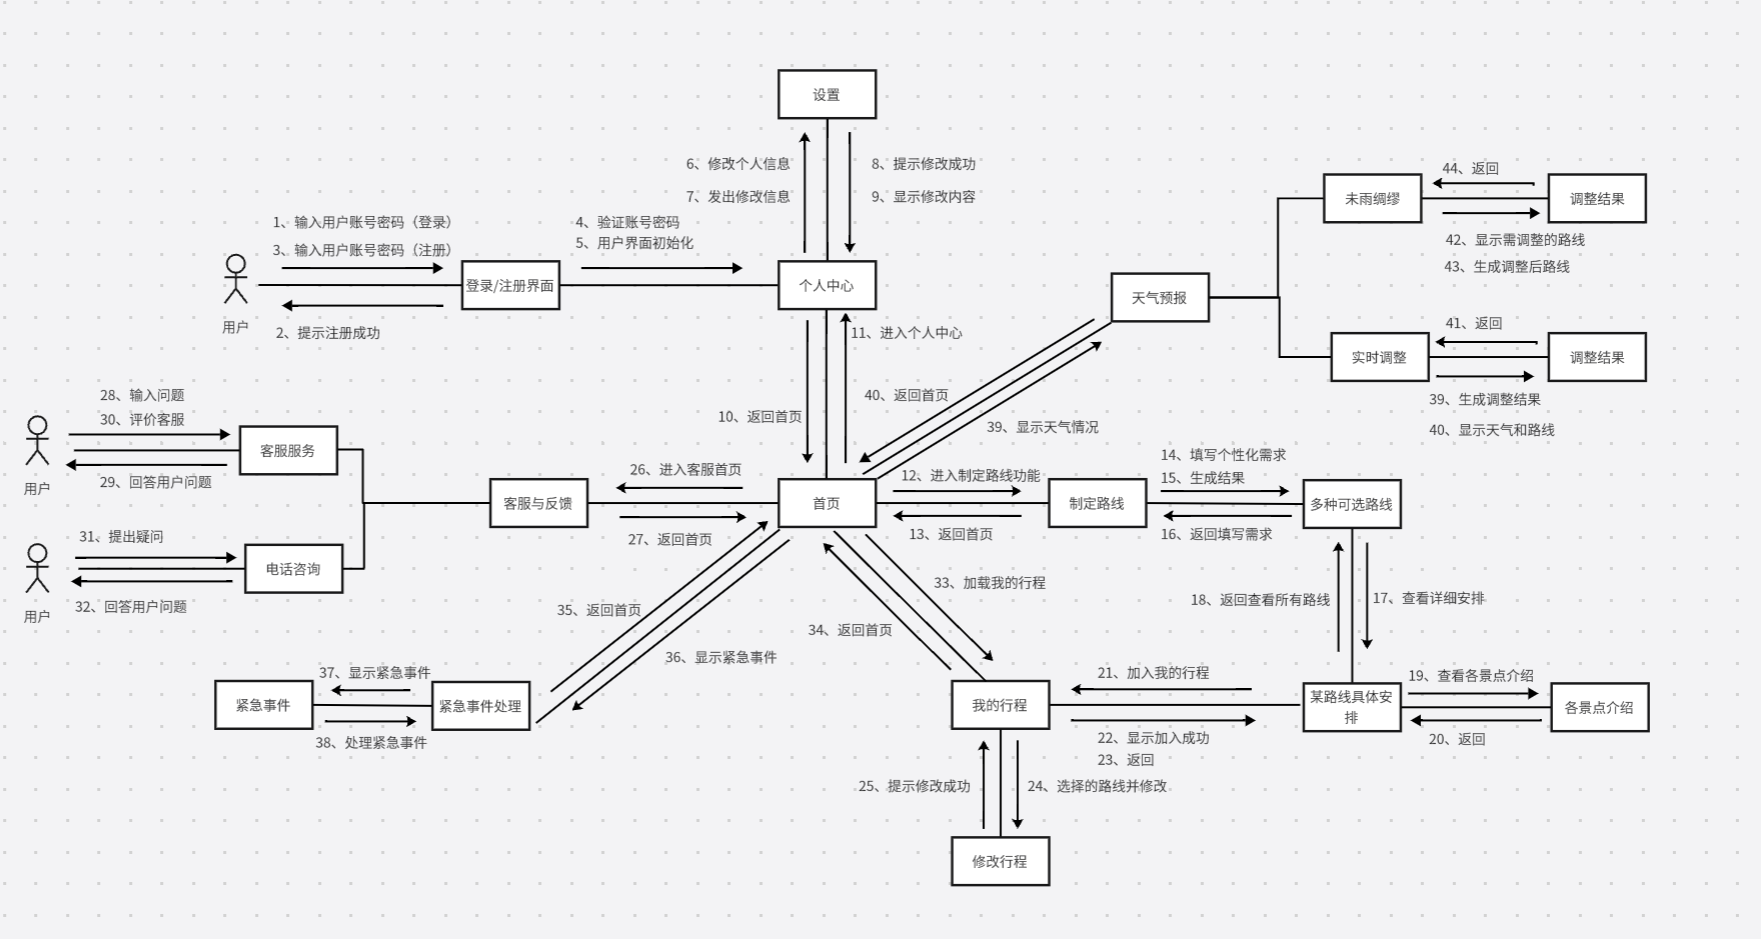 设置
6、修改个人信息
7、发出修改信息
8、提示修改成功
9、显示修改内容
1、输入用户账号密码（登录）
3、输入用户账号密码（注册）
用户
2、提示注册成功
登录/注册界面
4、验证账号密码
5、用户界面初始化
个人中心
11、进入个人中心
10、返回首页
未雨绸缪
44、返回
调整结果
42、显示需调整的路线
43、生成调整后路线
天气预报
实时调整
41、返回
调整结果
39、生成调整结果
40、显示天气和路线
40、返回首页
39、显示天气情况
28、输入问题
30、评价客服
用户
29、回答用户问题
客服服务
31、提出疑问
用户
32、回答用户问题
电话咨询
客服与反馈
26、进入客服首页
27、返回首页
首页
12、进入制定路线功能
13、返回首页
制定路线
14、填写个性化需求
15、生成结果
16、返回填写需求
多种可选路线
18、返回查看所有路线
17、查看详细安排
35、返回首页
36、显示紧急事件
33、加载我的行程
34、返回首页
紧急事件
37、显示紧急事件
38、处理紧急事件
紧急事件处理
我的行程
21、加入我的行程
22、显示加入成功
23、返回
某路线具体安
排
19、查看各景点介绍
20、返回
各景点介绍
25、提示修改成功
24、选择的路线并修改
修改行程